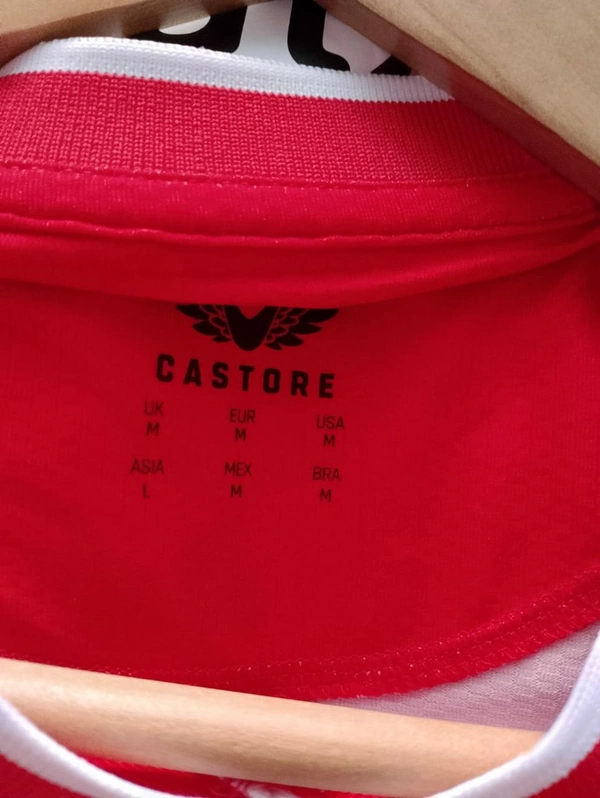 CASTORE
UK EUR USA
M M M
ASIA MEX BRA
L M M